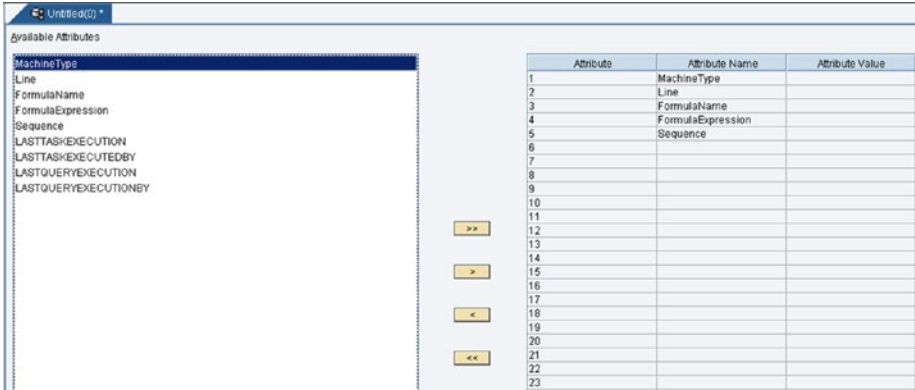 Untitled(0) *
Available Attributes
MachineType
Line
FormulaName
FormulaExpression
Sequence
LASTTASKEXECUTION
LASTTASKEXECUTEDBY
LASTQUERYEXECUTION
LASTQUERYEXECUTIONBY
>>
>
<
<<
Attribute Attribute Name Attribute Value
1 MachineType
2 Line
3 FormulaName
4 FormulaExpression
5 Sequence
6
7
8
9
10
11
12
13
14
15
16
17
18
19
20
21
22
23